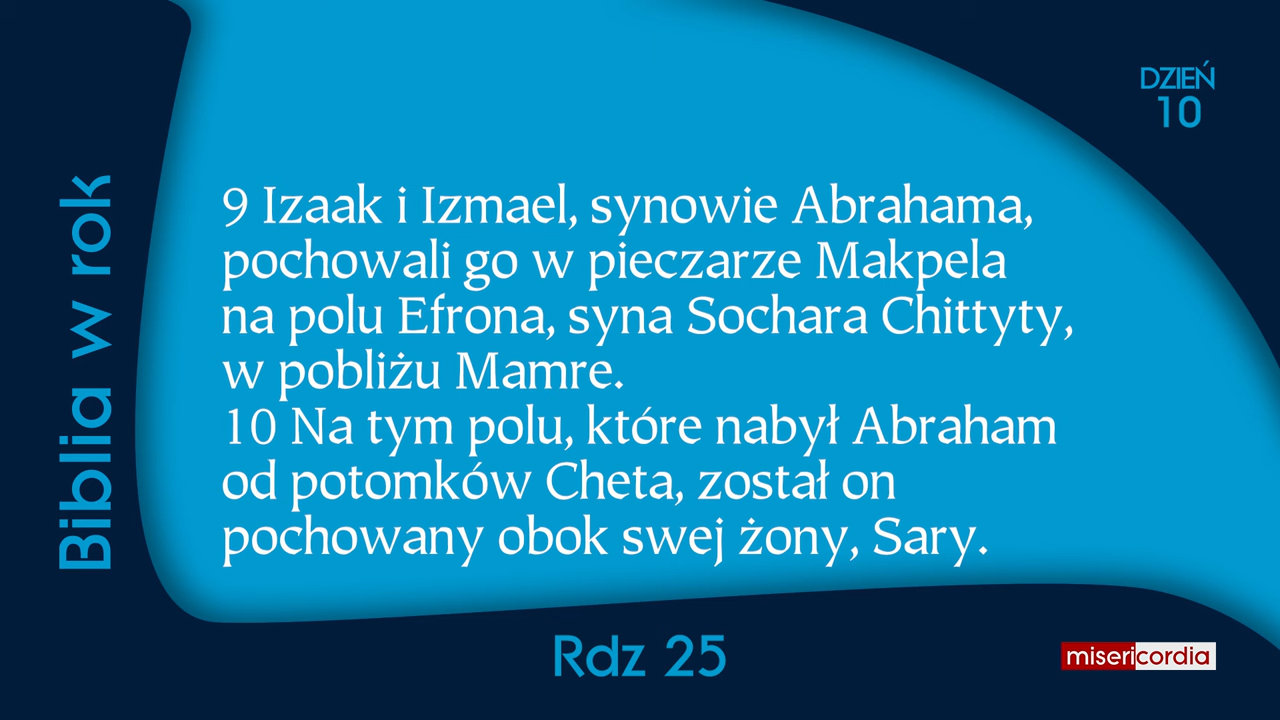 DZIEŃ
10
Biblia w rok
9 Izaak i Izmael, synowie Abrahama,
pochowali go w pieczarze Makpela
na polu Efrona, syna Sochara Chittyty,
w pobliżu Mamre.
10 Na tym polu, które nabył Abraham
od potomków Cheta, został on
pochowany obok swej żony, Sary.
Rdz 25
misericordia